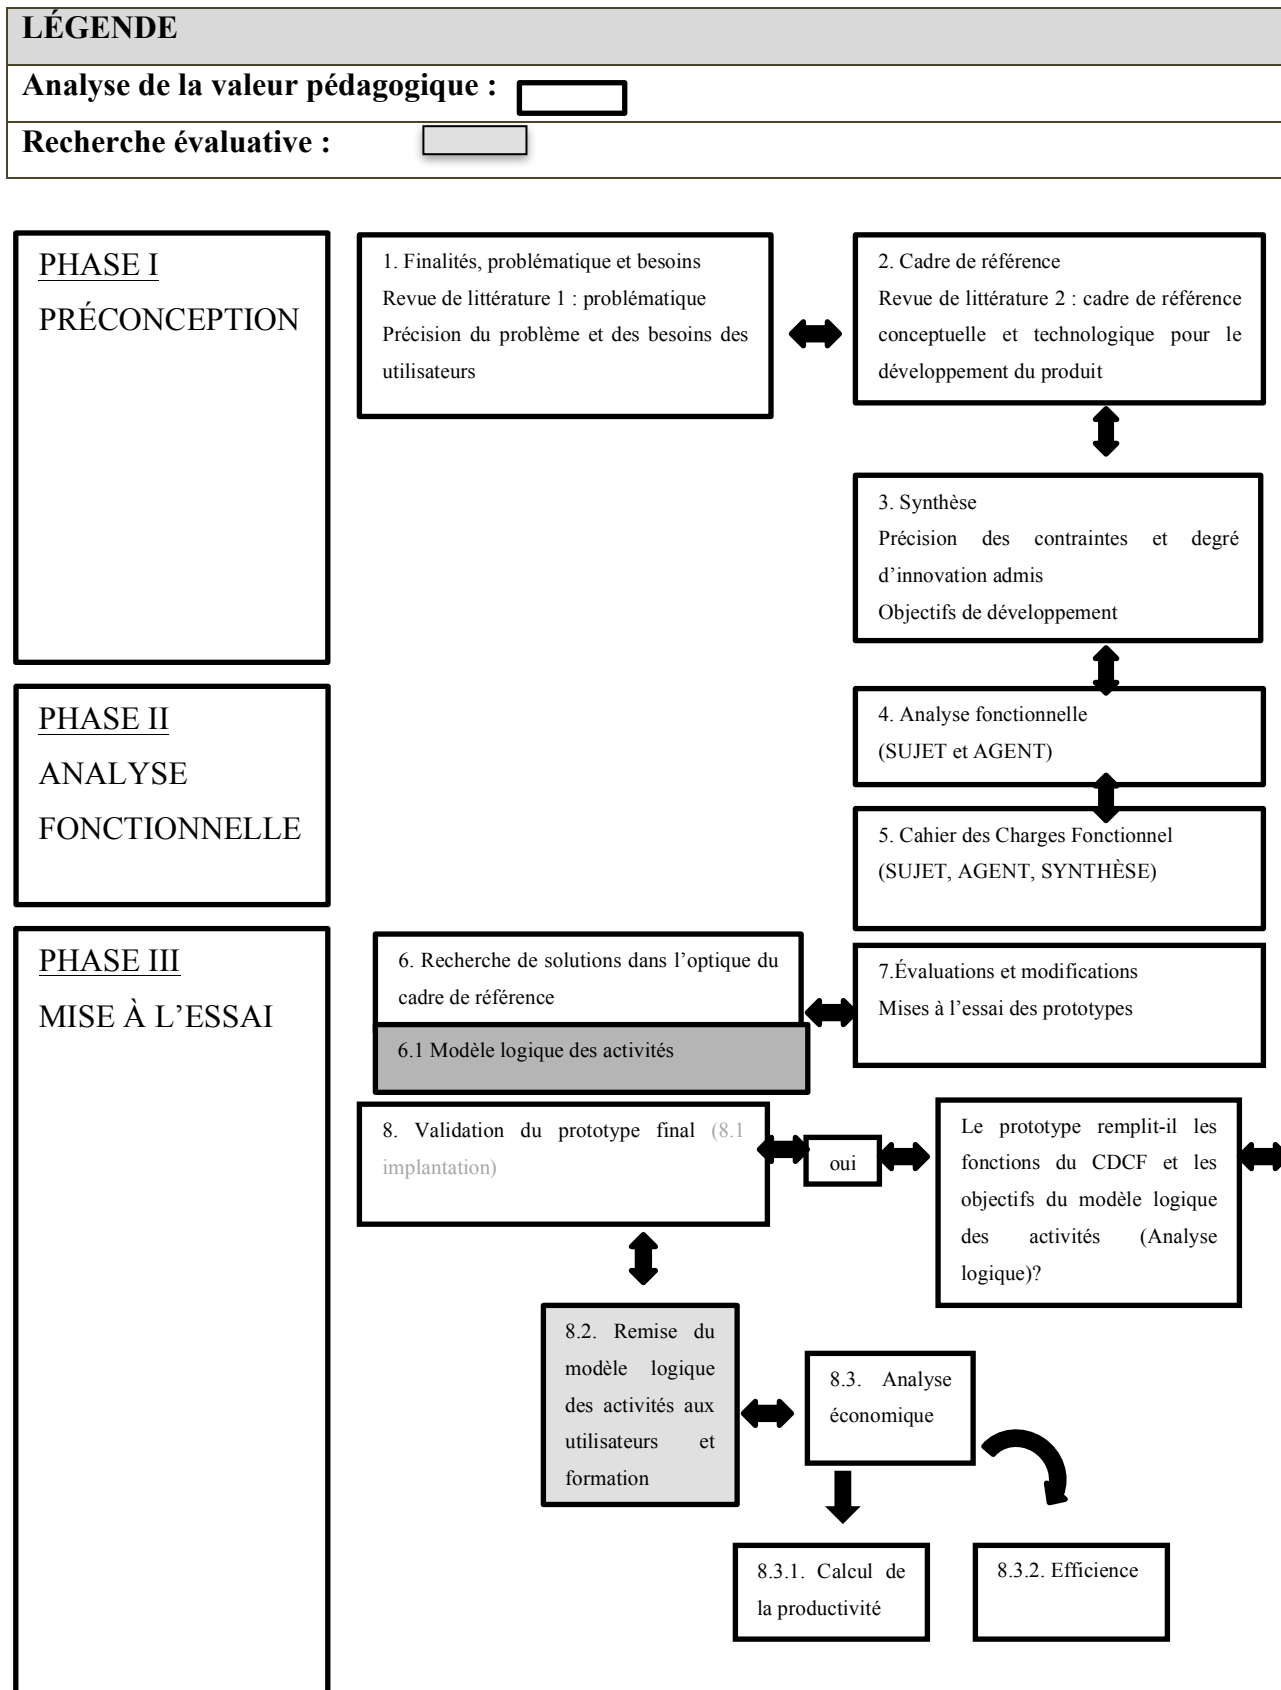 LÉGENDE
Analyse de la valeur pédagogique :
Recherche évaluative :
PHASE I
PRÉCONCEPTION
1. Finalités, problématique et besoins
Revue de littérature 1 : problématique
Précision du problème et des besoins des
utilisateurs
2. Cadre de référence
Revue de littérature 2 : cadre de référence
conceptuelle et technologique pour le
développement du produit
3. Synthèse
Précision des contraintes et degré
d'innovation admis
Objectifs de développement
PHASE II
ANALYSE
FONCTIONNELLE
4. Analyse fonctionnelle
(SUJET et AGENT)
5. Cahier des Charges Fonctionnel
(SUJET, AGENT, SYNTHÈSE)
PHASE III
MISE À L'ESSAI
6. Recherche de solutions dans l'optique du
cadre de référence
6.1 Modèle logique des activités
7.Évaluations et modifications
Mises à l'essai des prototypes
8. Validation du prototype final (8.1
implantation)
oui
Le prototype remplit-il les
fonctions du CDCF et les
objectifs du modèle logique
des activités (Analyse
logique)?
8.2. Remise du
modèle logique
des activités aux
utilisateurs et
formation
8.3. Analyse
économique
8.3.1. Calcul de
la productivité
8.3.2. Efficience